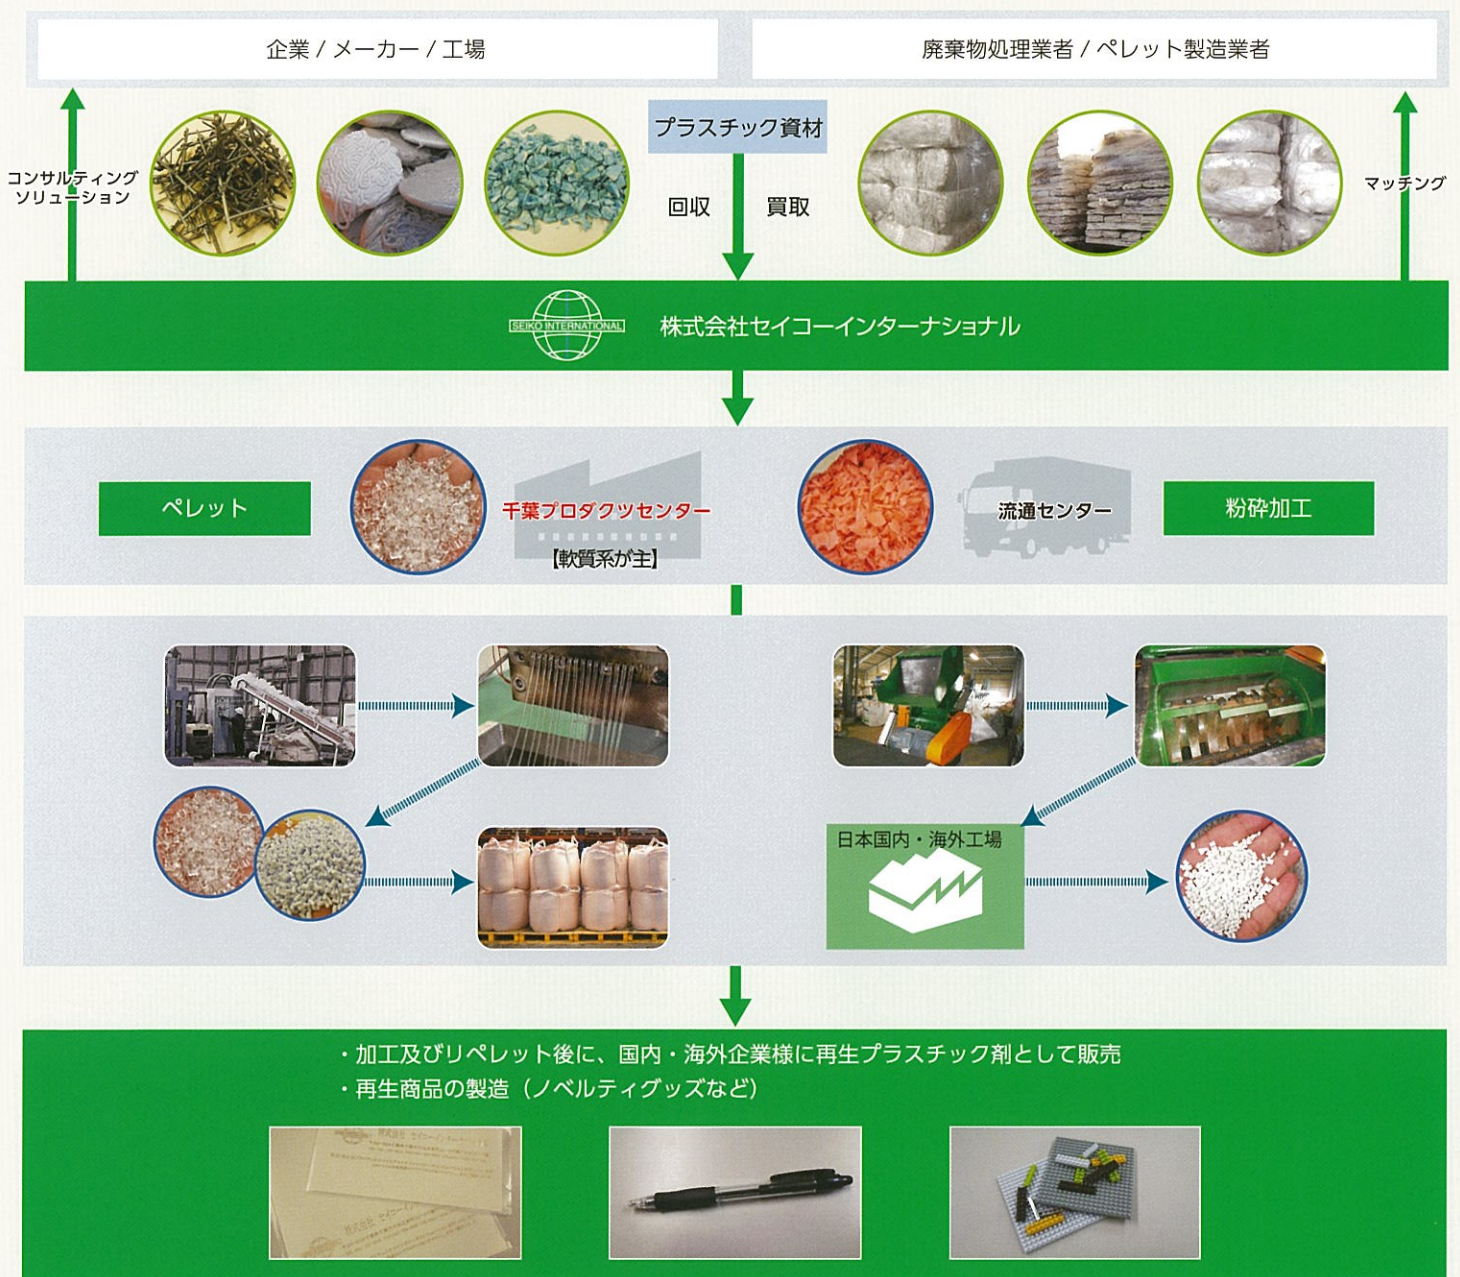 企業 / メーカー / 工場
廃棄物処理業者 / ペレット製造業者
プラスチック資材
コンサルティング
ソリューション
回収
買取
マッチング
SEIKO INTERNATIONAL
株式会社セイコーインターナショナル
ペレット
千葉プロダクツセンター
【軟質系が主】
流通センター
粉砕加工
日本国内・海外工場
・加工及びリペレット後に、国内・海外企業様に再生プラスチック剤として販売
・再生商品の製造（ノベルティグッズなど）